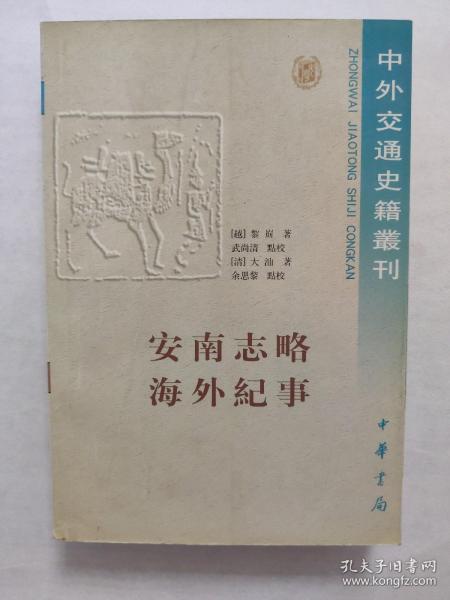 中外交通史籍叢刊
ZHONGWAI JIAOTONG SHIJI CONGKAN
[越] 黎 崱 著
武尚清 點校
[清] 大 汕 著
余思黎 點校
安南志略
海外紀事
中華書局
孔夫子旧书网
www.kongfz.com